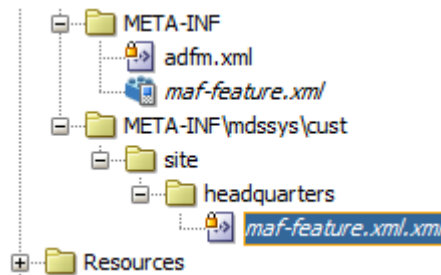 META-INF
adfm.xml
maf-feature.xml
META-INF\mdssys\cust
site
headquarters
maf-feature.xml.xml
Resources